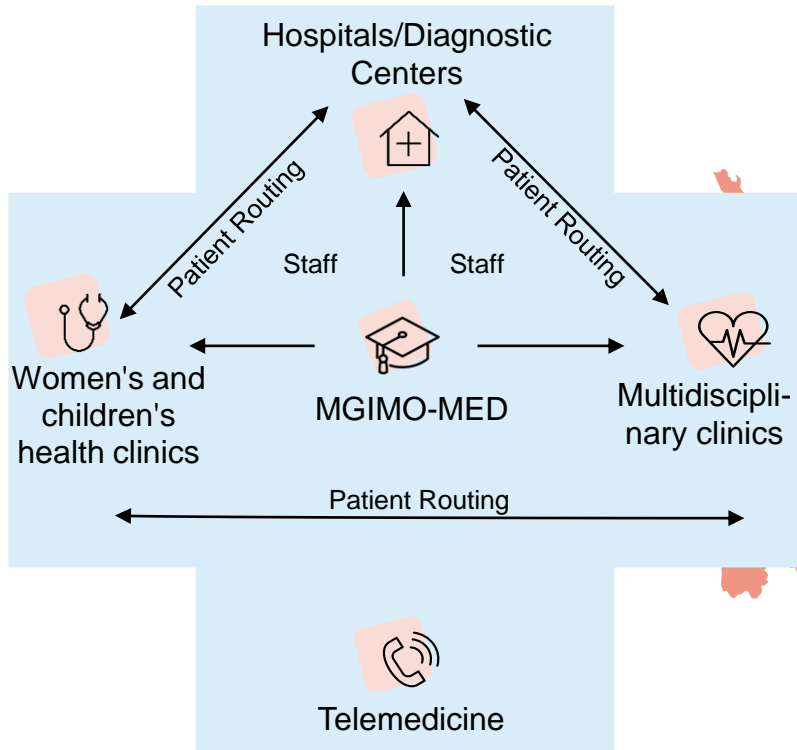 Hospitals/Diagnostic
Centers
Patient Routing
Patient Routing
Staff
Staff
Women's and
children's
health clinics
MGIMO-MED
Multidiscipli-
nary clinics
Patient Routing
Telemedicine